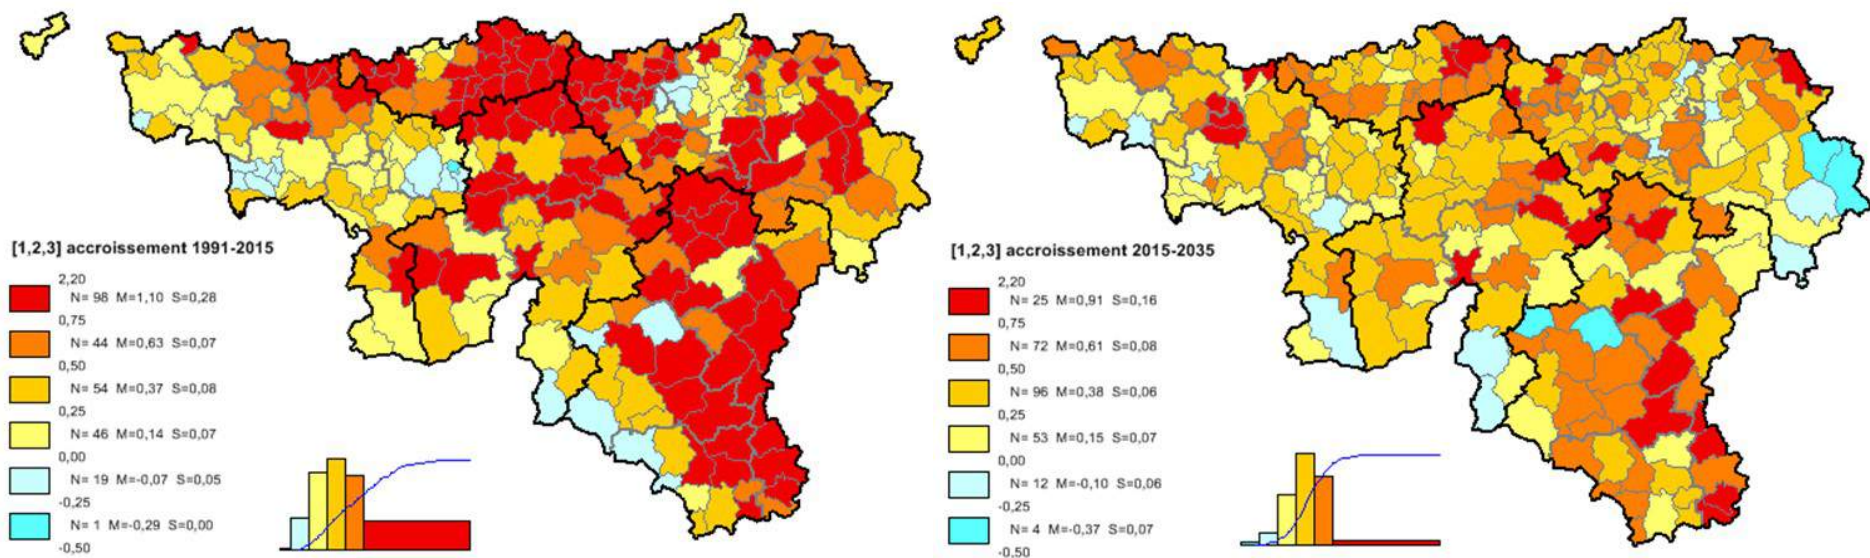 [1,2,3] accroissement 1991-2015
2,20
N= 98 M=1,10 S=0,28
0,75
N= 44 M=0,63 S=0,07
0,50
N= 54 M=0,37 S=0,08
0,25
N= 46 M=0,14 S=0,07
0,00
N= 19 M=-0,07 S=0,05
-0,25
N= 1 M=-0,29 S=0,00
-0,50
[1,2,3] accroissement 2015-2035
2,20
N= 25 M=0,91 S=0,16
0,75
N= 72 M=0,61 S=0,08
0,50
N= 96 M=0,38 S=0,06
0,25
N= 53 M=0,15 S=0,07
0,00
N= 12 M=-0,10 S=0,06
-0,25
N= 4 M=-0,37 S=0,07
-0,50